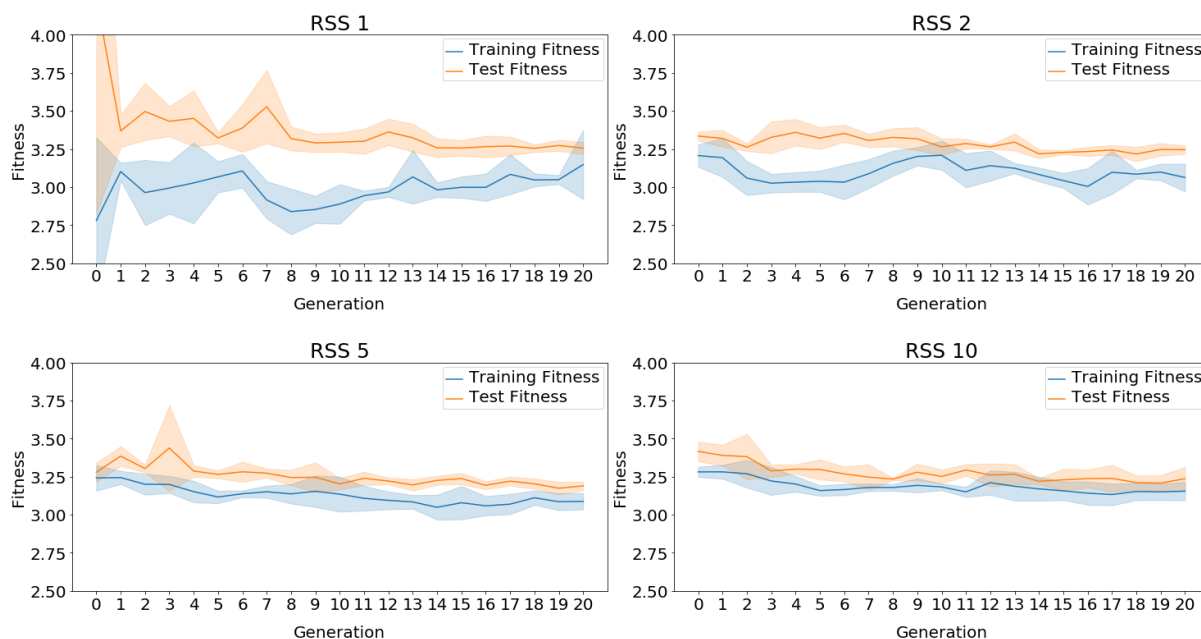 RSS 1
4.00
3.75
3.50
3.25
3.00
2.75
2.50
Fitness
Training Fitness
Test Fitness
0 1 2 3 4 5 6 7 8 9 10 11 12 13 14 15 16 17 18 19 20
Generation
RSS 2
4.00
3.75
3.50
3.25
3.00
2.75
2.50
Fitness
Training Fitness
Test Fitness
0 1 2 3 4 5 6 7 8 9 10 11 12 13 14 15 16 17 18 19 20
Generation
RSS 5
4.00
3.75
3.50
3.25
3.00
2.75
2.50
Fitness
Training Fitness
Test Fitness
0 1 2 3 4 5 6 7 8 9 10 11 12 13 14 15 16 17 18 19 20
Generation
RSS 10
4.00
3.75
3.50
3.25
3.00
2.75
2.50
Fitness
Training Fitness
Test Fitness
0 1 2 3 4 5 6 7 8 9 10 11 12 13 14 15 16 17 18 19 20
Generation